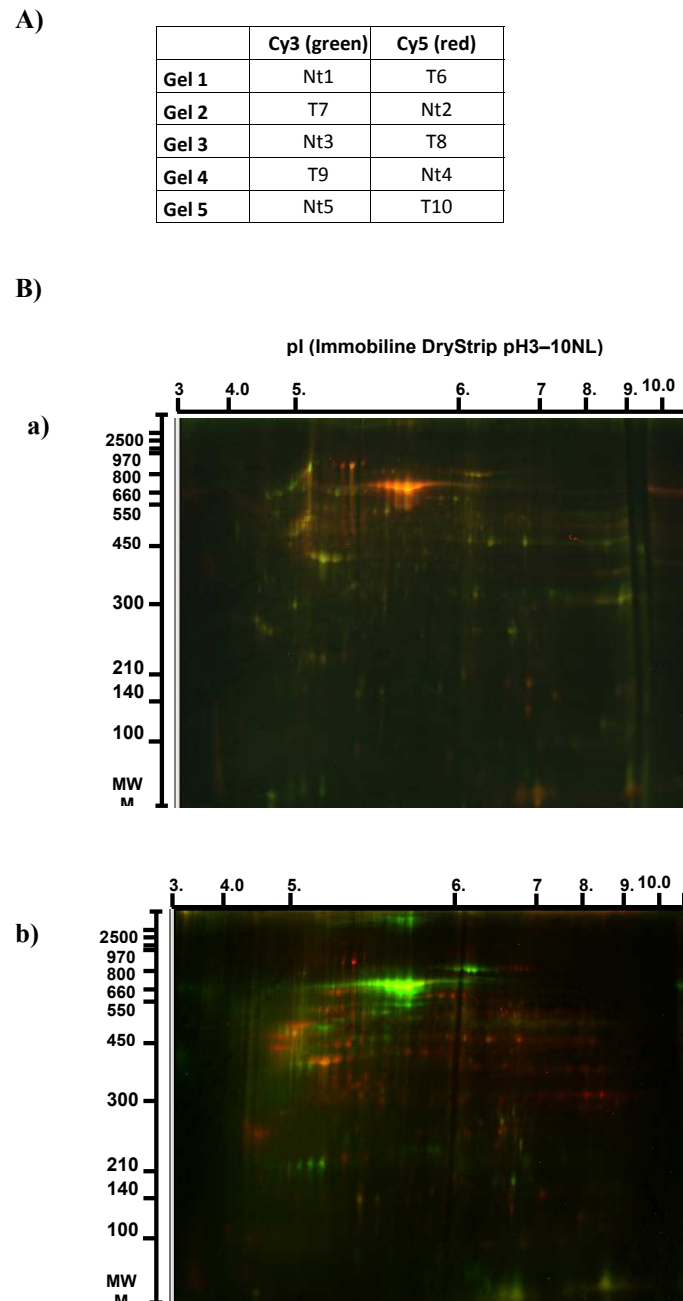 A)
Cy3 (green) Cy5 (red)
Gel 1 Nt1 T6
Gel 2 T7 Nt2
Gel 3 Nt3 T8
Gel 4 T9 Nt4
Gel 5 Nt5 T10
B)
pI (Immobiline DryStrip pH3–10NL)
3 4.0 5. 6. 7 8. 9. 10.0
a)
2500
970
800
660
550
450
300
210
140
100
MW
M
3. 4.0 5. 6. 7 8. 9. 10.0
b)
2500
970
800
660
550
450
300
210
140
100
MW
M